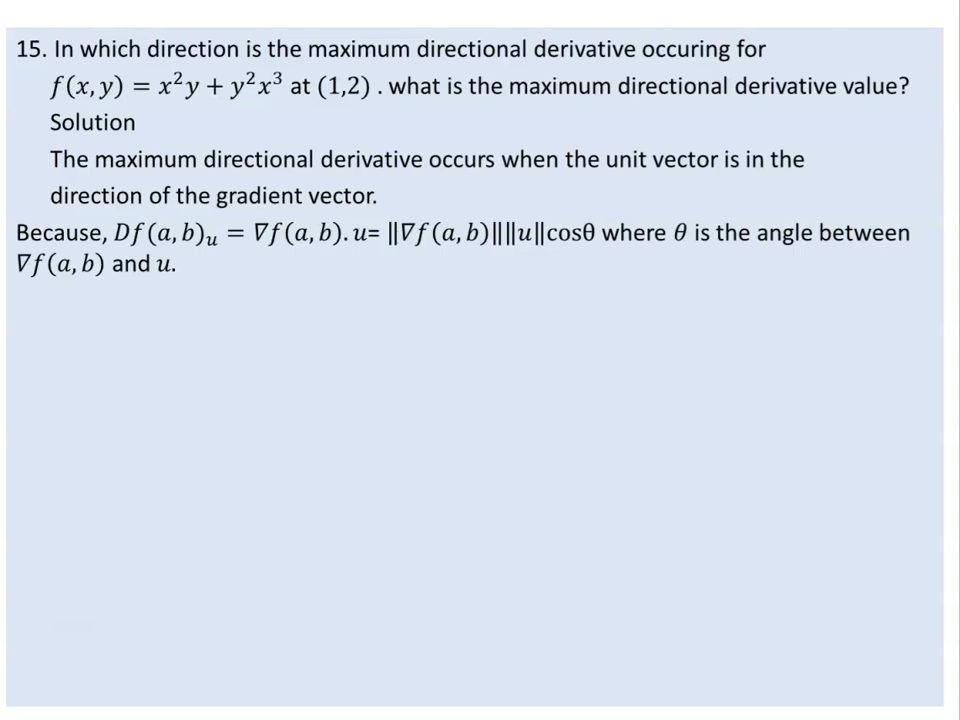 15. In which direction is the maximum directional derivative occuring for
f(x, y) = x²y + y²x³ at (1,2) . what is the maximum directional derivative value?
Solution
The maximum directional derivative occurs when the unit vector is in the
direction of the gradient vector.
Because, Df(a, b)ᵤ = ∇f(a, b). u= ‖∇f(a, b)‖‖u‖cosθ where θ is the angle between
∇f(a, b) and u.